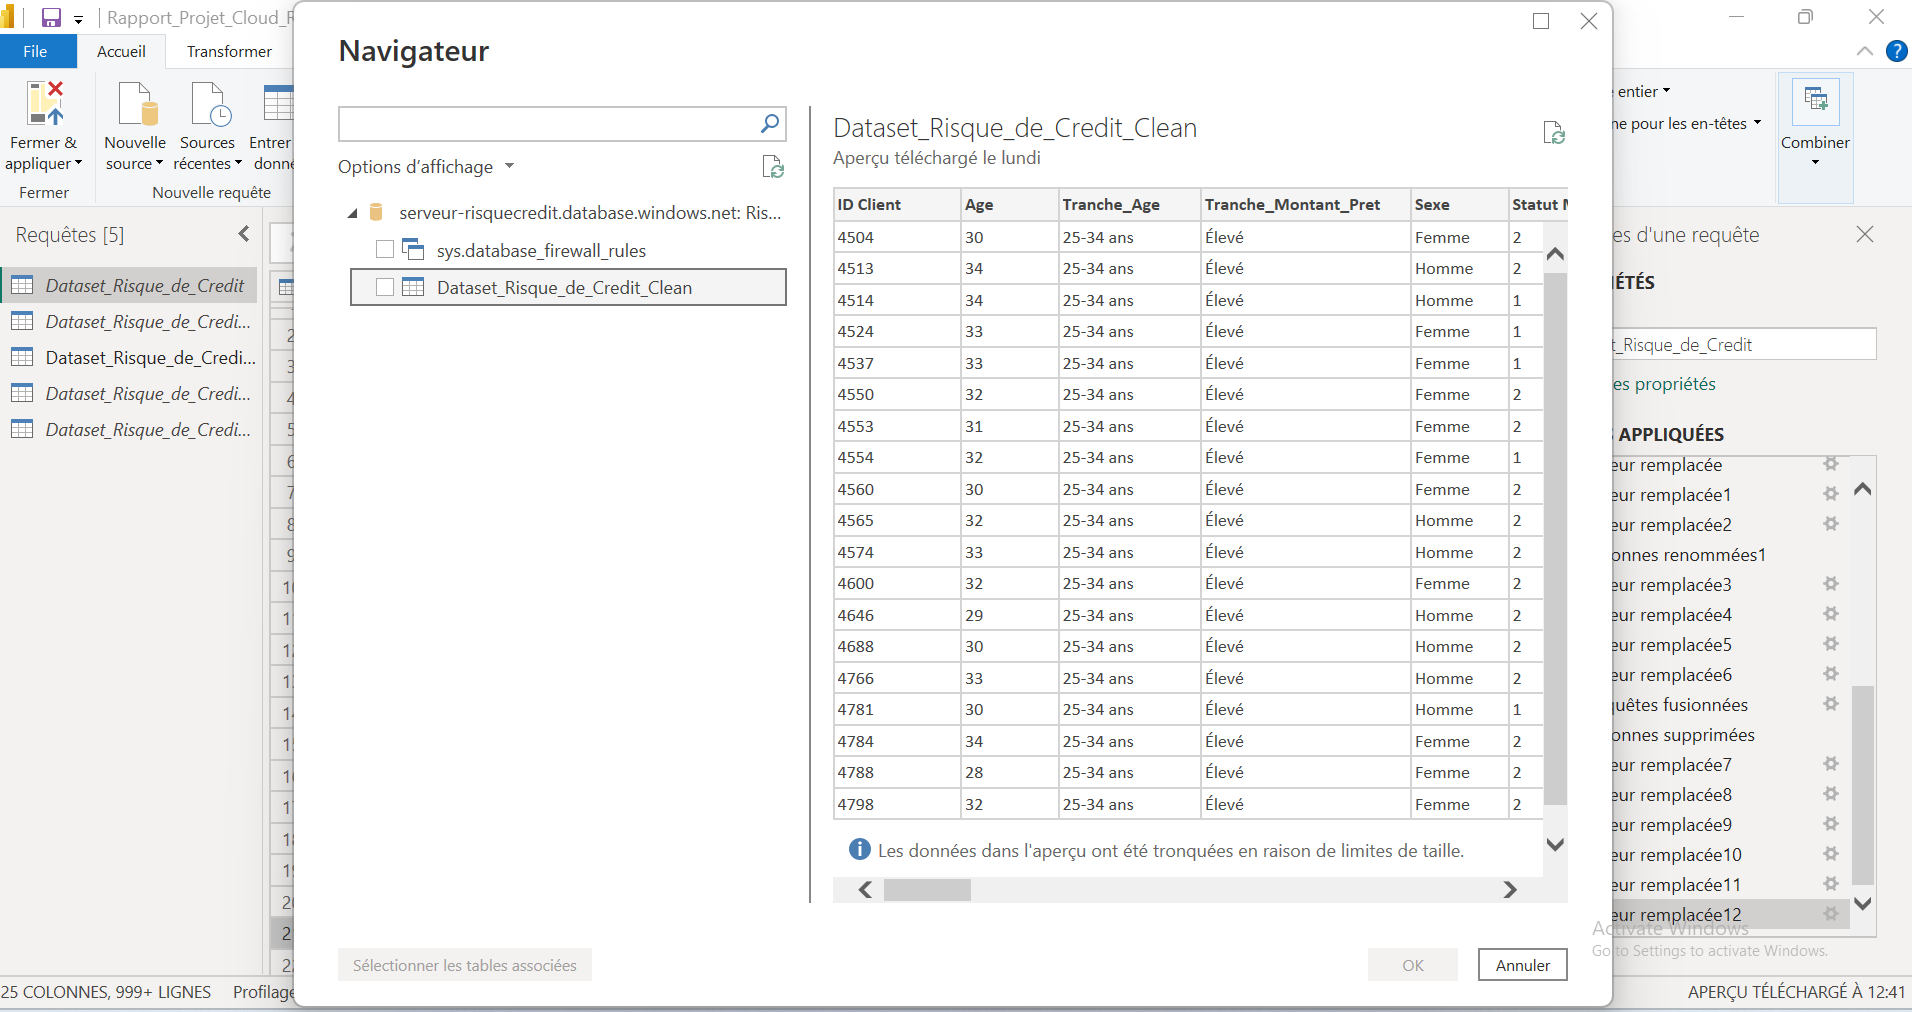 Rapport_Projet_Cloud_R
File
Accueil
Transformer
Fermer &
appliquer
Fermer
Nouvelle
source
Sources
récentes
Entrer
donn
Nouvelle requête
entier
ne pour les en-têtes
Combiner
Requêtes [5]
Dataset_Risque_de_Credit
Dataset_Risque_de_Credi...
Dataset_Risque_de_Credi...
Dataset_Risque_de_Credi...
Dataset_Risque_de_Credi...
Navigateur
Options d'affichage
serveur-risquecredit.database.windows.net: Ris...
sys.database_firewall_rules
Dataset_Risque_de_Credit_Clean
Dataset_Risque_de_Credit_Clean
Aperçu téléchargé le lundi
ID Client Age Tranche_Age Tranche_Montant_Pret Sexe Statut M
4504 30 25-34 ans Élevé Femme 2
4513 34 25-34 ans Élevé Homme 2
4514 34 25-34 ans Élevé Homme 1
4524 33 25-34 ans Élevé Femme 1
4537 33 25-34 ans Élevé Femme 1
4550 32 25-34 ans Élevé Femme 2
4553 31 25-34 ans Élevé Femme 2
4554 32 25-34 ans Élevé Femme 1
4560 30 25-34 ans Élevé Femme 2
4565 32 25-34 ans Élevé Homme 2
4574 33 25-34 ans Élevé Homme 2
4600 32 25-34 ans Élevé Femme 2
4646 29 25-34 ans Élevé Homme 2
4688 30 25-34 ans Élevé Homme 2
4766 33 25-34 ans Élevé Homme 2
4781 30 25-34 ans Élevé Homme 1
4784 34 25-34 ans Élevé Femme 2
4788 28 25-34 ans Élevé Femme 2
4798 32 25-34 ans Élevé Femme 2
Les données dans l'aperçu ont été tronquées en raison de limites de taille.
Sélectionner les tables associées
OK
Annuler
es d'une requête
IÉTÉS
t_Risque_de_Credit
es propriétés
APPLIQUÉES
eur remplacée
eur remplacée1
eur remplacée2
onnes renommées1
eur remplacée3
eur remplacée4
eur remplacée5
eur remplacée6
uêtes fusionnées
onnes supprimées
eur remplacée7
eur remplacée8
eur remplacée9
eur remplacée10
eur remplacée11
eur remplacée12
Activate Windows
Go to Settings to activate Windows.
25 COLONNES, 999+ LIGNES
Profilage
APERÇU TÉLÉCHARGÉ À 12:41